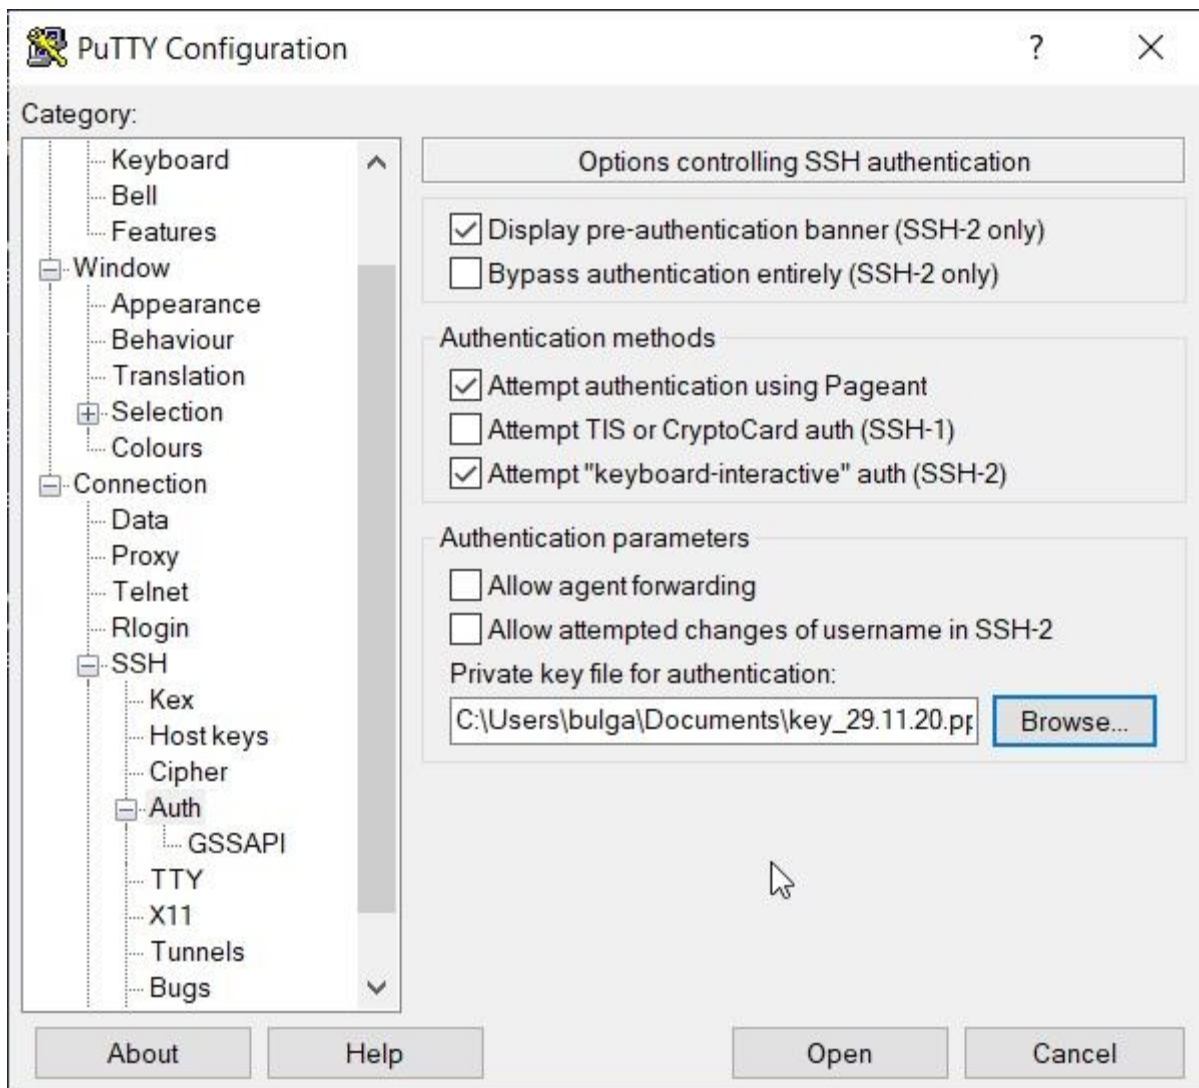 PuTTY Configuration
?
Category:
Keyboard
Bell
Features
Window
Appearance
Behaviour
Translation
Selection
Colours
Connection
Data
Proxy
Telnet
Rlogin
SSH
Kex
Host keys
Cipher
Auth
GSSAPI
TTY
X11
Tunnels
Bugs
Options controlling SSH authentication
Display pre-authentication banner (SSH-2 only)
Bypass authentication entirely (SSH-2 only)
Authentication methods
Attempt authentication using Pageant
Attempt TIS or CryptoCard auth (SSH-1)
Attempt "keyboard-interactive" auth (SSH-2)
Authentication parameters
Allow agent forwarding
Allow attempted changes of username in SSH-2
Private key file for authentication:
C:\Users\bulga\Documents\key_29.11.20.pp
Browse...
About
Help
Open
Cancel